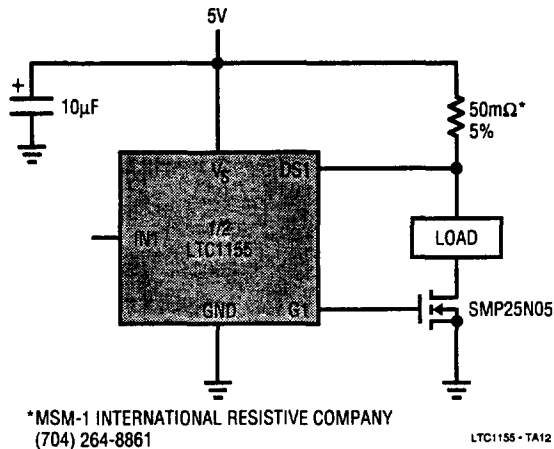 5V
+
10µF
50mΩ*
5%
VS
DS1
IN1
1/2
LTC1155
GND
G1
LOAD
SMP25N05
*MSM-1 INTERNATIONAL RESISTIVE COMPANY
(704) 264-8861
LTC1155 • TA12